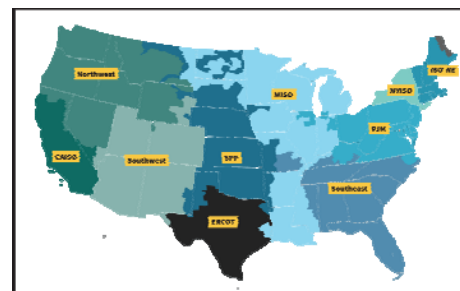 Northwest
MISO
ISO NE
NYISO
PJM
CAISO
Southwest
SPP
Southeast
ERCOT